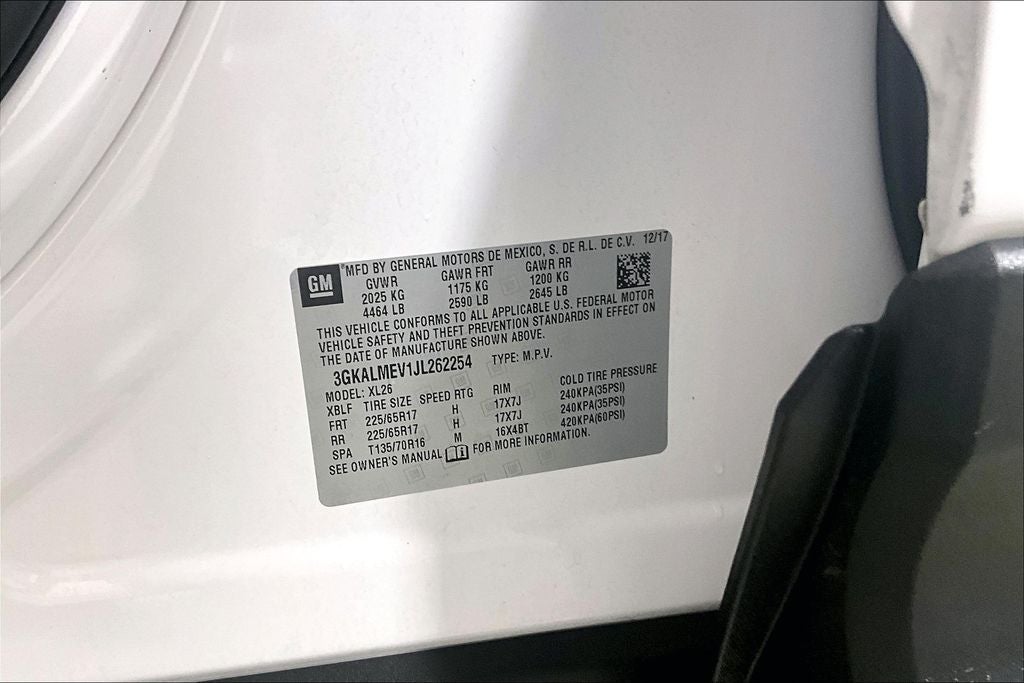 GM
®MFD BY GENERAL MOTORS DE MEXICO, S. DE R.L. DE C.V. 12/17
GVWR GAWR FRT GAWR RR
2025 KG 1175 KG 1200 KG
4464 LB 2590 LB 2645 LB
THIS VEHICLE CONFORMS TO ALL APPLICABLE U.S. FEDERAL MOTOR
VEHICLE SAFETY AND THEFT PREVENTION STANDARDS IN EFFECT ON
THE DATE OF MANUFACTURE SHOWN ABOVE.
3GKALMEV1JL262254 TYPE: M.P.V.
MODEL: XL26
XBLF TIRE SIZE SPEED RTG RIM COLD TIRE PRESSURE
FRT 225/65R17 H 17X7J 240KPA(35PSI)
RR 225/65R17 H 17X7J 240KPA(35PSI)
SPA T135/70R16 M 16X4BT 420KPA(60PSI)
SEE OWNER'S MANUAL FOR MORE INFORMATION.